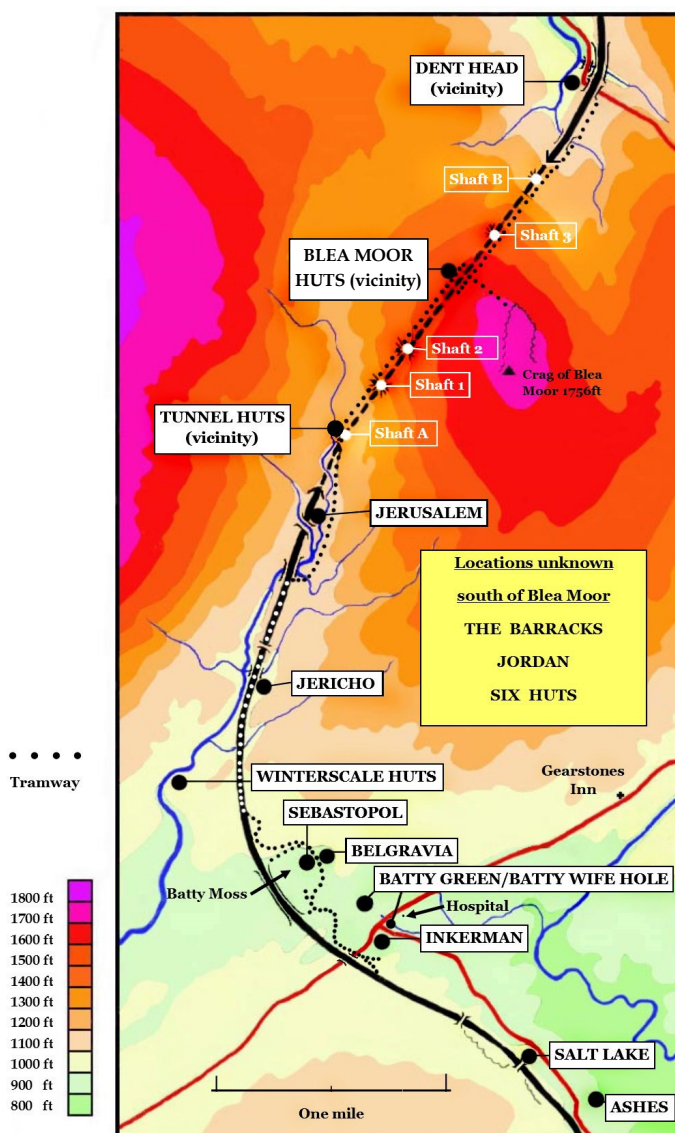 DENT HEAD
(vicinity)
Shaft B
Shaft 3
BLEA MOOR
HUTS (vicinity)
Shaft 2
Crag of Blea
Moor 1756ft
Shaft 1
TUNNEL HUTS
(vicinity)
Shaft A
JERUSALEM
Locations unknown
south of Blea Moor
THE BARRACKS
JORDAN
SIX HUTS
JERICHO
Tramway
WINTERSCALE HUTS
Gearstones
Inn
SEBASTOPOL
BELGRAVIA
Batty Moss
BATTY GREEN/BATTY WIFE HOLE
Hospital
INKERMAN
1800 ft
1700 ft
1600 ft
1500 ft
1400 ft
1300 ft
1200 ft
1100 ft
1000 ft
900 ft
800 ft
SALT LAKE
ASHES
One mile